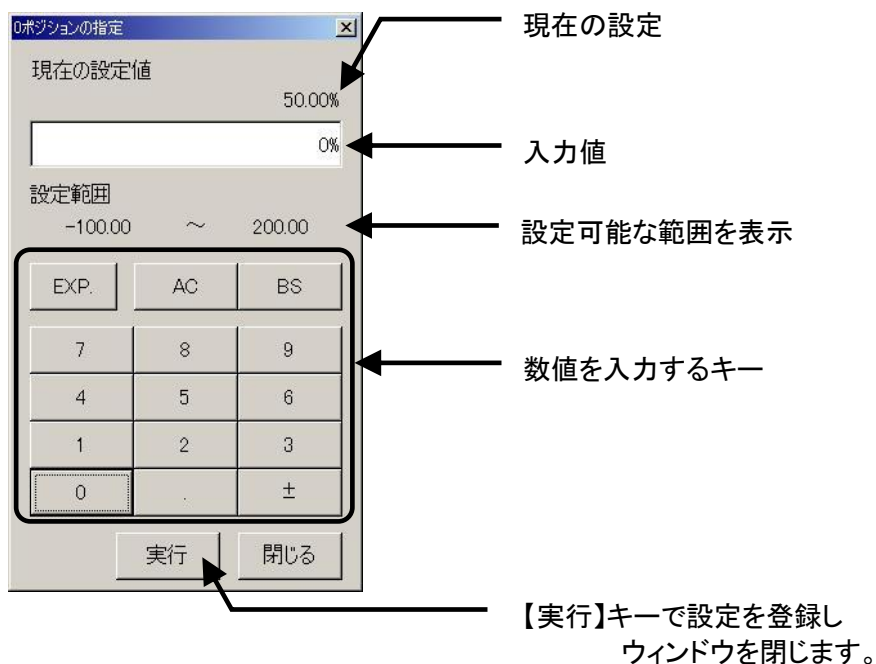 0ポジションの指定
現在の設定
現在の設定値
50.00%
0%
入力値
設定範囲
-100.00 ～ 200.00
設定可能な範囲を表示
EXP. AC BS
7 8 9
数値を入力するキー
4 5 6
1 2 3
0 . ±
実行 閉じる
【実行】キーで設定を登録し
ウィンドウを閉じます。